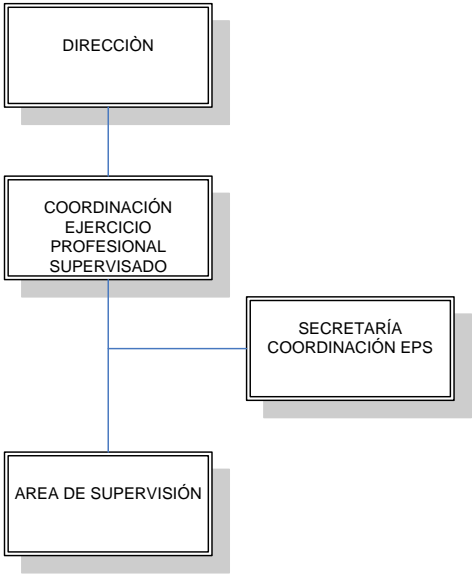 DIRECCIÒN
COORDINACIÓN
EJERCICIO
PROFESIONAL
SUPERVISADO
SECRETARÍA
COORDINACIÓN EPS
AREA DE SUPERVISIÓN